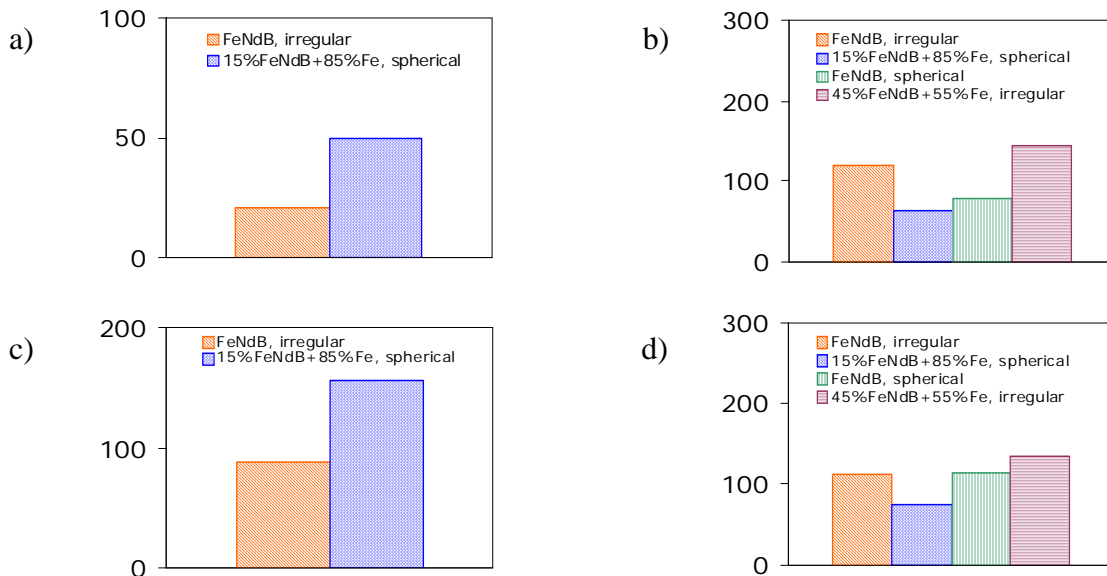 a)
100
50
0
FeNdB, irregular
15%FeNdB+85%Fe, spherical
b)
300
200
100
0
FeNdB, irregular
15%FeNdB+85%Fe, spherical
FeNdB, spherical
45%FeNdB+55%Fe, irregular
c)
200
100
0
FeNdB, irregular
15%FeNdB+85%Fe, spherical
d)
300
200
100
0
FeNdB, irregular
15%FeNdB+85%Fe, spherical
FeNdB, spherical
45%FeNdB+55%Fe, irregular